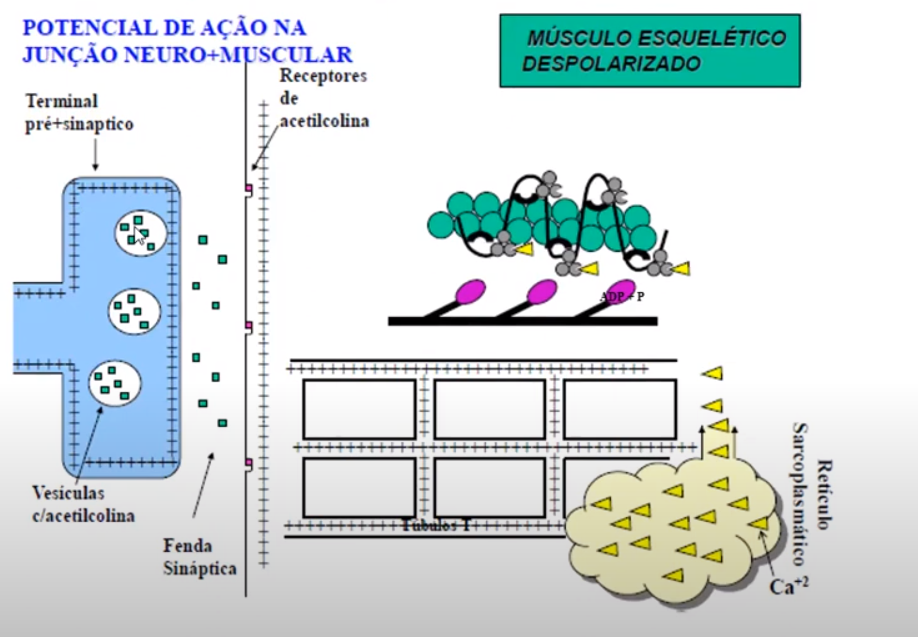 POTENCIAL DE AÇÃO NA
JUNÇÃO NEURO+MUSCULAR
MÚSCULO ESQUELÉTICO
DESPOLARIZADO
Receptores
de
acetilcolina
Terminal
pré+sinaptico
ADP + P
Túbulos T
Vesículas
c/acetilcolina
Fenda
Sináptica
Retículo
Sarcoplasmático
Ca+2